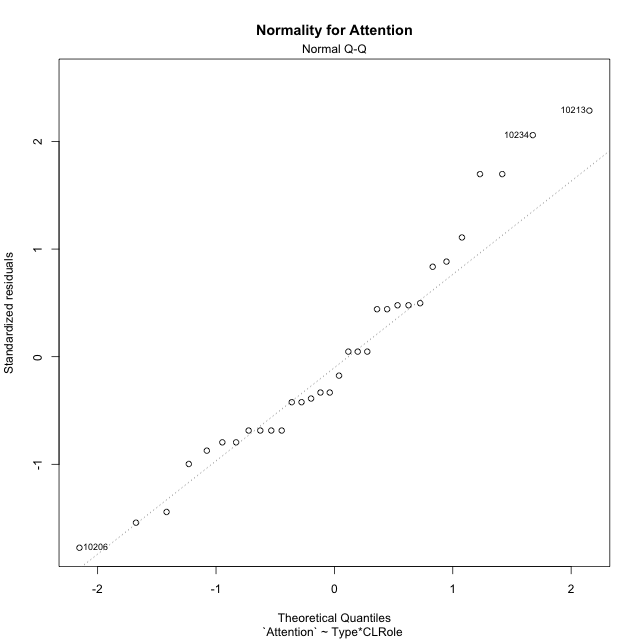 Normality for Attention
Normal Q-Q
10213
10234
2
1
0
-1
Standardized residuals
10206
-2 -1 0 1 2
Theoretical Quantiles
`Attention` ~ Type*CLRole